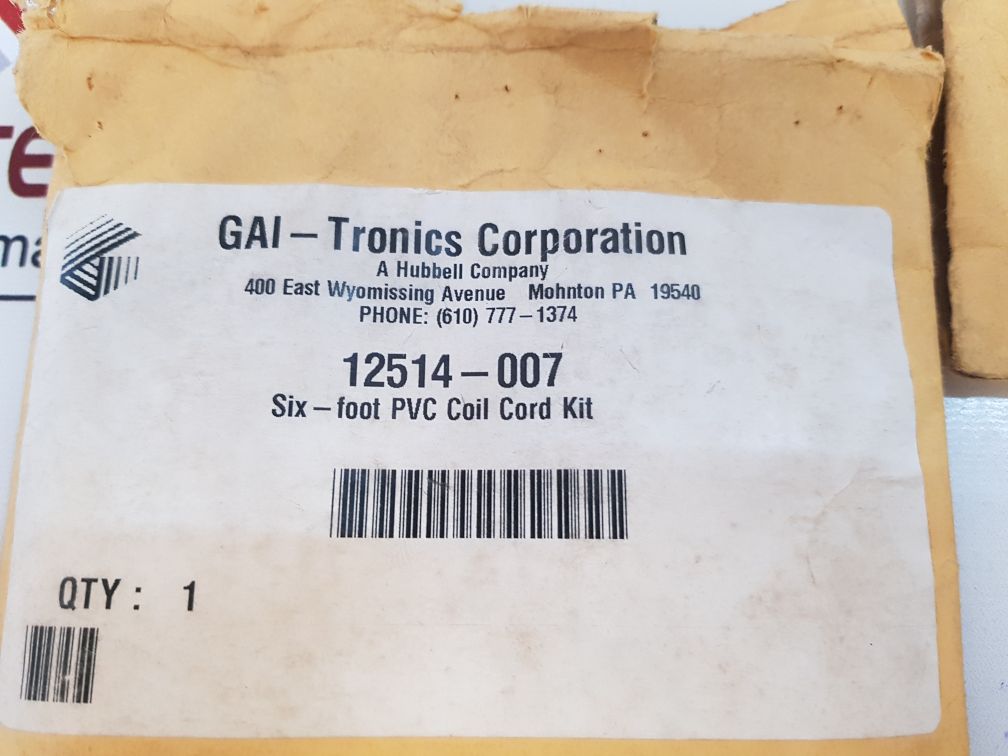 GAI-Tronics Corporation
A Hubbell Company
400 East Wyomissing Avenue Mohnton PA 19540
PHONE: (610) 777-1374
12514-007
Six-foot PVC Coil Cord Kit
QTY: 1